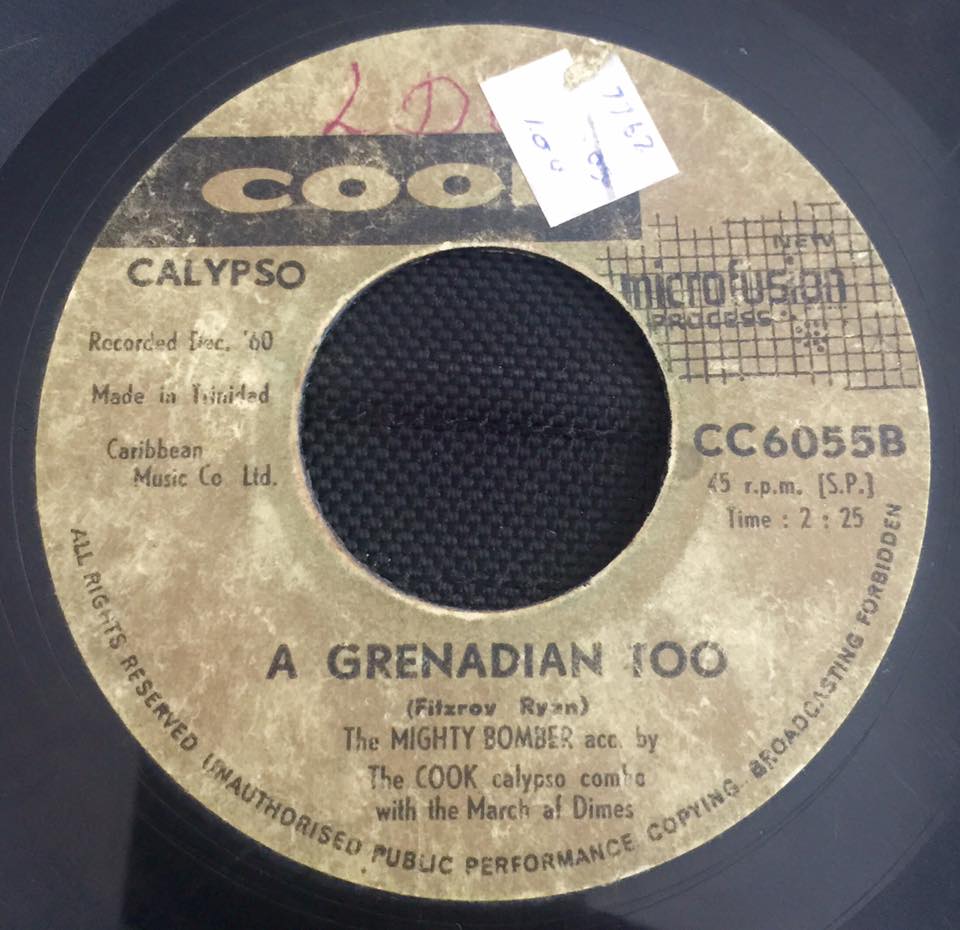 COOK
CALYPSO
Recorded Dec. '60
Made in Trinidad
Caribbean
Music Co Ltd.
NEW
microfusion
PROCESS
CC6055B
45 r.p.m. [S.P.]
Time : 2 : 25
A GRENADIAN TOO
(Fitzroy Ryan)
The MIGHTY BOMBER acc. by
The COOK calypso combo
with the March of Dimes
ALL RIGHTS RESERVED UNAUTHORISED PUBLIC PERFORMANCE COPYING BROADCASTING FORBIDDEN